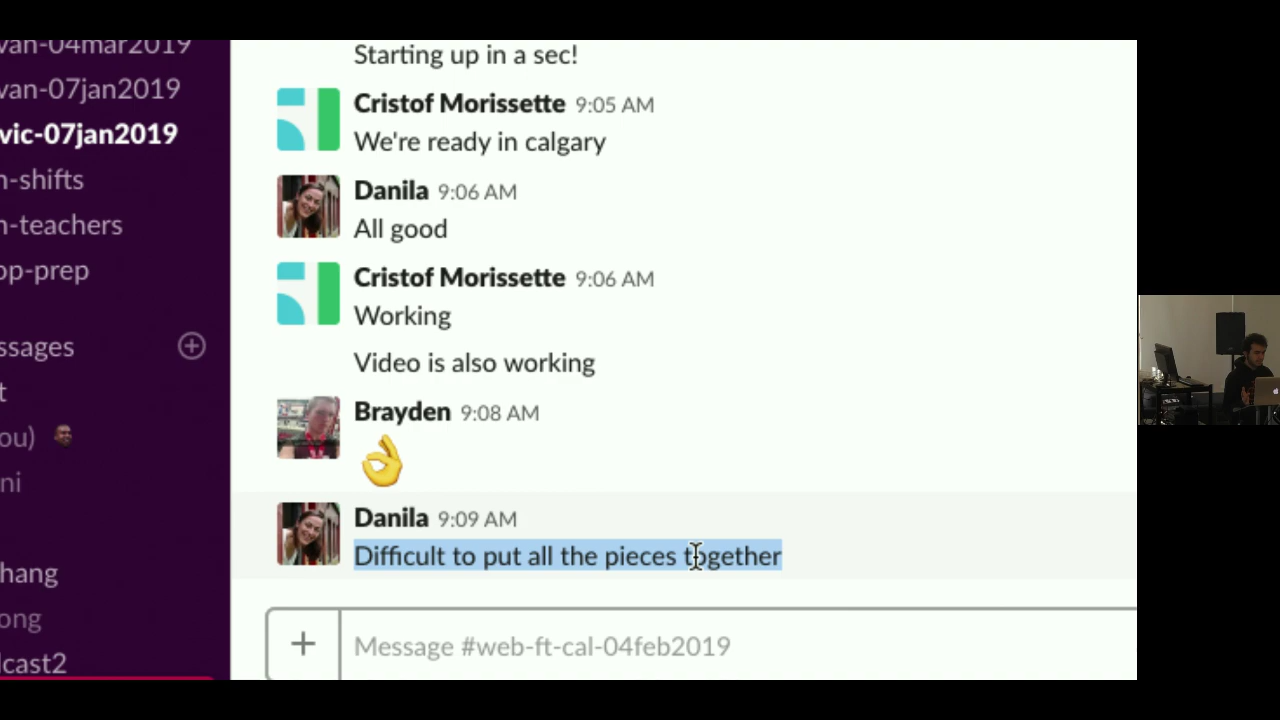 van-04mar2019
van-07jan2019
vic-07jan2019
n-shifts
n-teachers
op-prep
ssages
t
ou)
ni
hang
ong
lcast2
Starting up in a sec!
Cristof Morissette 9:05 AM
We're ready in calgary
Danila 9:06 AM
All good
Cristof Morissette 9:06 AM
Working
Video is also working
Brayden 9:08 AM
Danila 9:09 AM
Difficult to put all the pieces together
Message #web-ft-cal-04feb2019